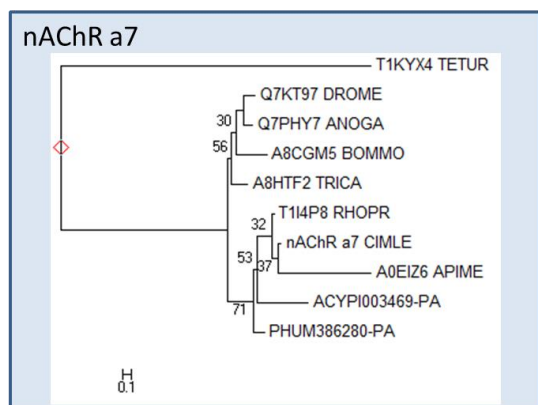 nAChR a7
T1KYX4 TETUR
Q7KT97 DROME
30
Q7PHY7 ANOGA
56
A8CGM5 BOMMO
A8HTF2 TRICA
T1I4P8 RHOPR
32
nAChR a7 CIMLE
53
37
A0EIZ6 APIME
ACYPI003469-PA
71
PHUM386280-PA
0.1